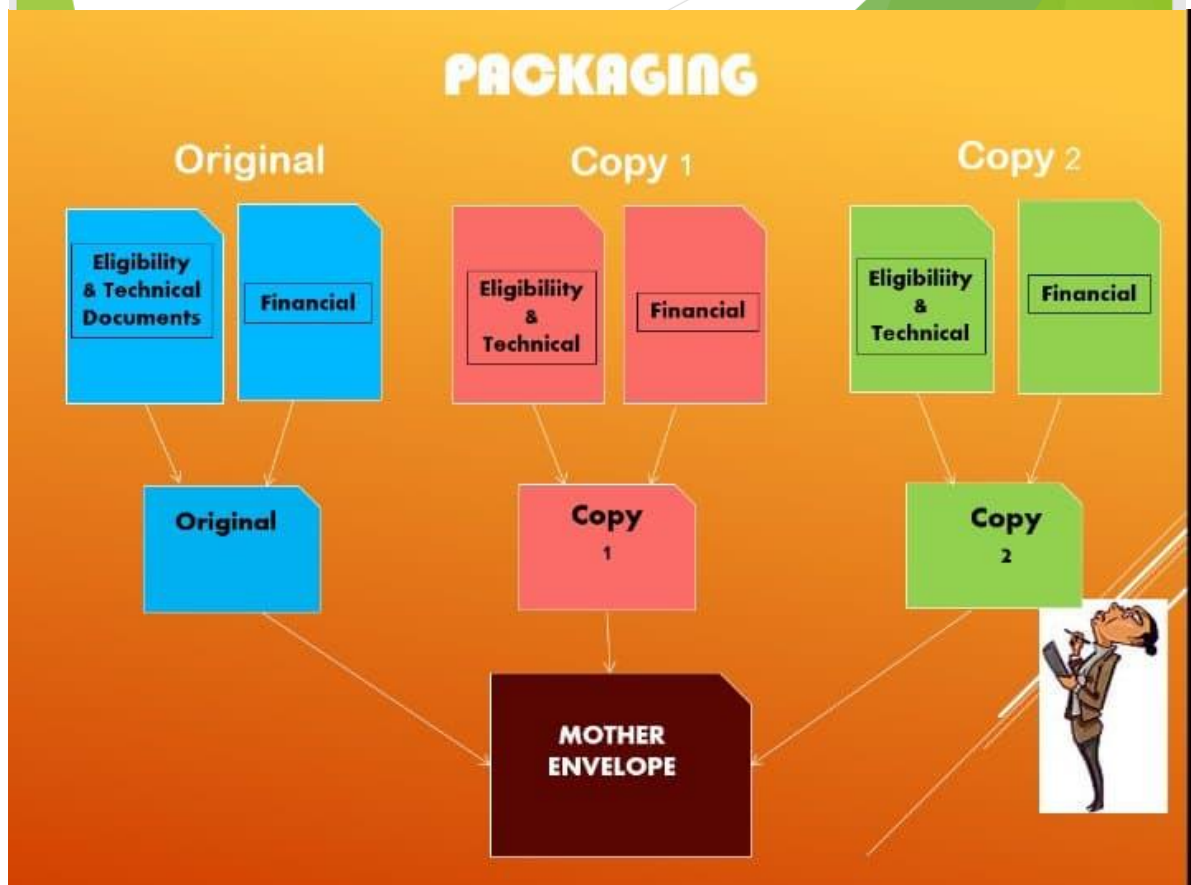 PACKAGING
Original
Copy 1
Copy 2
Eligibility
& Technical
Documents
Financial
Eligibiliity
&
Technical
Financial
Eligibiliity
&
Technical
Financial
Original
Copy
1
Copy
2
MOTHER
ENVELOPE